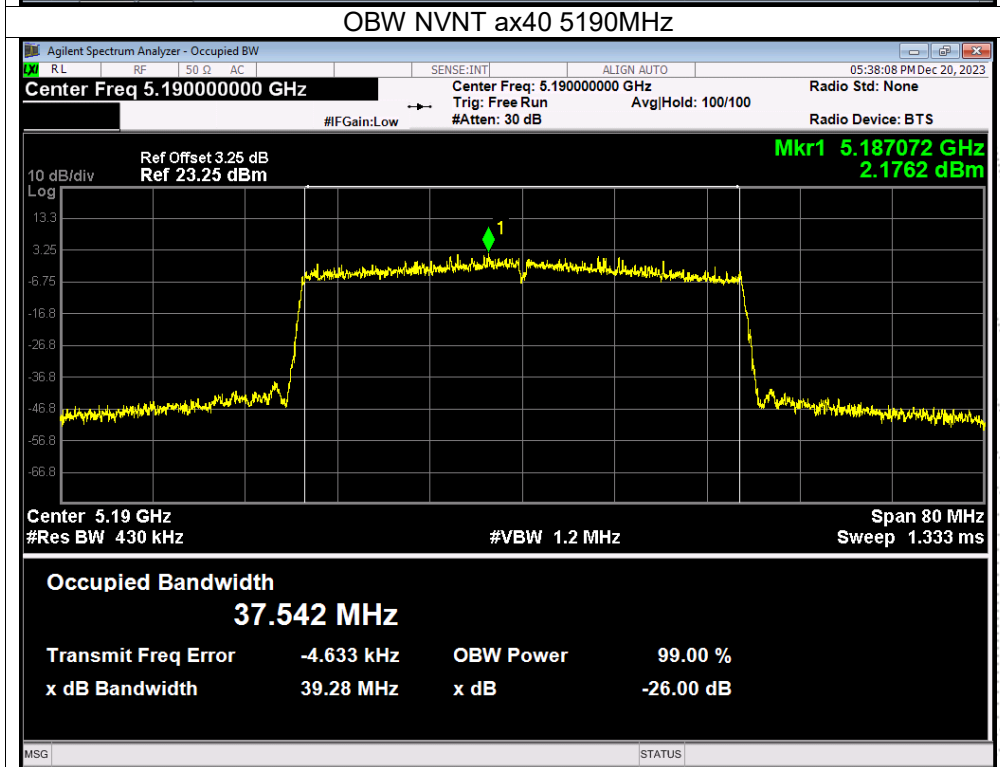 OBW NVNT ax40 5190MHz
Agilent Spectrum Analyzer - Occupied BW
LXI RL RF 50 Ω AC SENSE:INT ALIGN AUTO 05:38:08 PM Dec 20, 2023
Center Freq 5.190000000 GHz Center Freq: 5.190000000 GHz Radio Std: None
Trig: Free Run Avg|Hold: 100/100
#IFGain:Low #Atten: 30 dB Radio Device: BTS
Mkr1 5.187072 GHz
2.1762 dBm
Ref Offset 3.25 dB
10 dB/div Ref 23.25 dBm
Log
13.3
1
3.25
-6.75
-16.8
-26.8
-36.8
-46.8
-56.8
-66.8
Center 5.19 GHz Span 80 MHz
#Res BW 430 kHz #VBW 1.2 MHz Sweep 1.333 ms
Occupied Bandwidth
37.542 MHz
Transmit Freq Error -4.633 kHz OBW Power 99.00 %
x dB Bandwidth 39.28 MHz x dB -26.00 dB
MSG STATUS